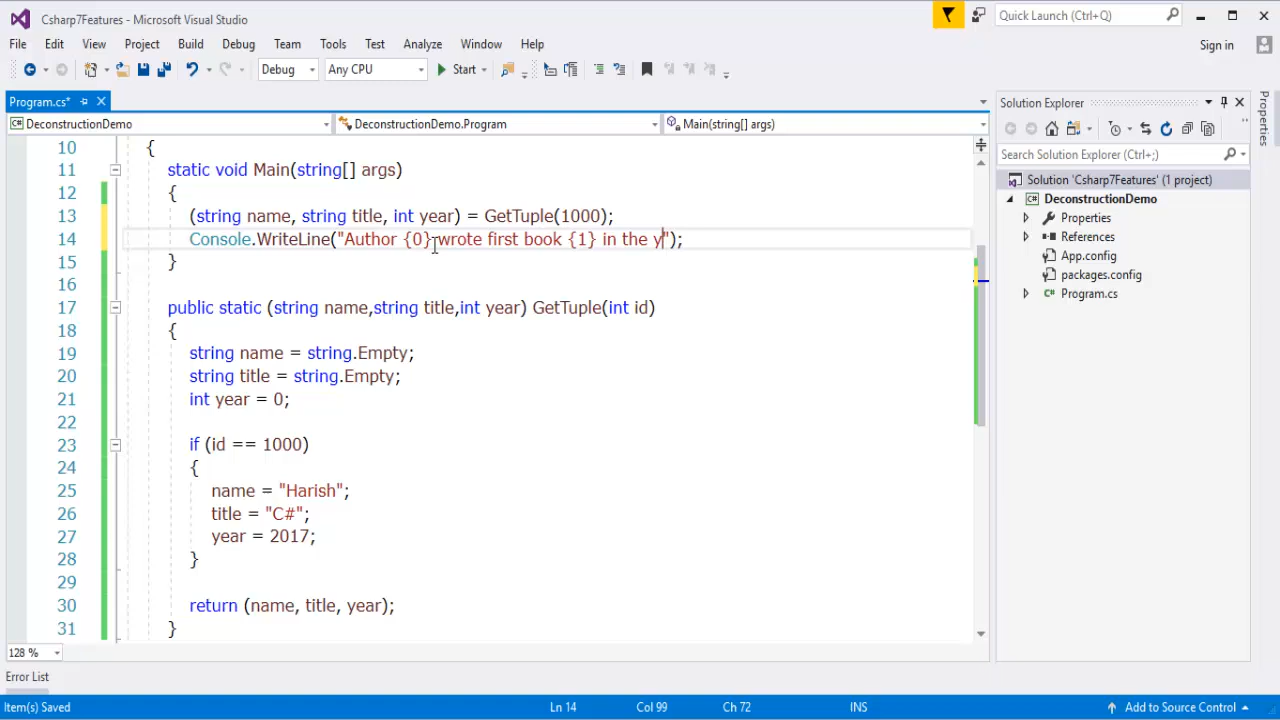 Csharp7Features - Microsoft Visual Studio
Quick Launch (Ctrl+Q)
File Edit View Project Build Debug Team Tools Test Analyze Window Help
Sign in
Debug Any CPU Start
Program.cs*
Solution Explorer
Properties
DeconstructionDemo DeconstructionDemo.Program Main(string[] args)
Search Solution Explorer (Ctrl+;)
Solution 'Csharp7Features' (1 project)
DeconstructionDemo
Properties
References
App.config
packages.config
Program.cs
10 {
11 static void Main(string[] args)
12 {
13 (string name, string title, int year) = GetTuple(1000);
14 Console.WriteLine("Author {0} wrote first book {1} in the y");
15 }
16
17 public static (string name,string title,int year) GetTuple(int id)
18 {
19 string name = string.Empty;
20 string title = string.Empty;
21 int year = 0;
22
23 if (id == 1000)
24 {
25 name = "Harish";
26 title = "C#";
27 year = 2017;
28 }
29
30 return (name, title, year);
31 }
128 %
Error List
Item(s) Saved Ln 14 Col 99 Ch 72 INS Add to Source Control